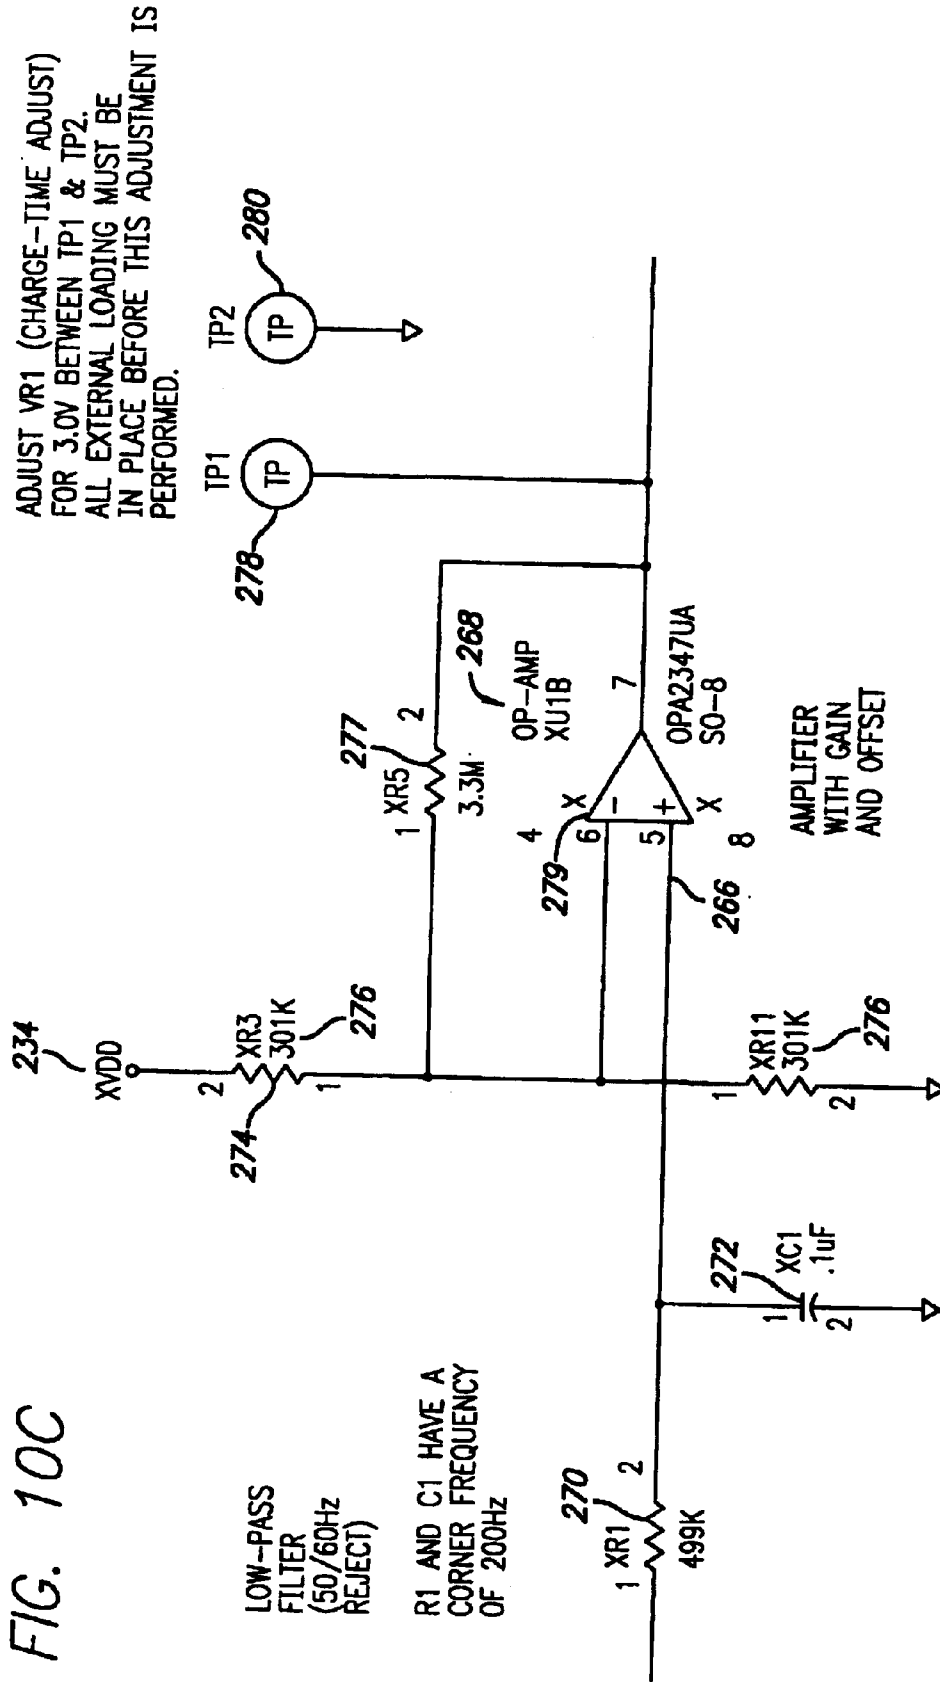 FIG. 10C
LOW-PASS
FILTER
(50/60Hz
REJECT)
R1 AND C1 HAVE A
CORNER FREQUENCY
OF 200Hz
ADJUST VR1 (CHARGE-TIME ADJUST)
FOR 3.0V BETWEEN TP1 & TP2.
ALL EXTERNAL LOADING MUST BE
IN PLACE BEFORE THIS ADJUSTMENT IS
PERFORMED.
234
XVDD
2
XR3
301K
276
274
1
TP1
TP
278
TP2
TP
280
277
1
XR5
2
3.3M
268
OP-AMP
XU1B
4
X
6
-
279
5
+
X
8
7
OPA2347UA
SO-8
266
AMPLIFIER
WITH GAIN
AND OFFSET
270
1
XR1
2
499K
272
1
XC1
.1uF
2
1
XR11
301K
276
2